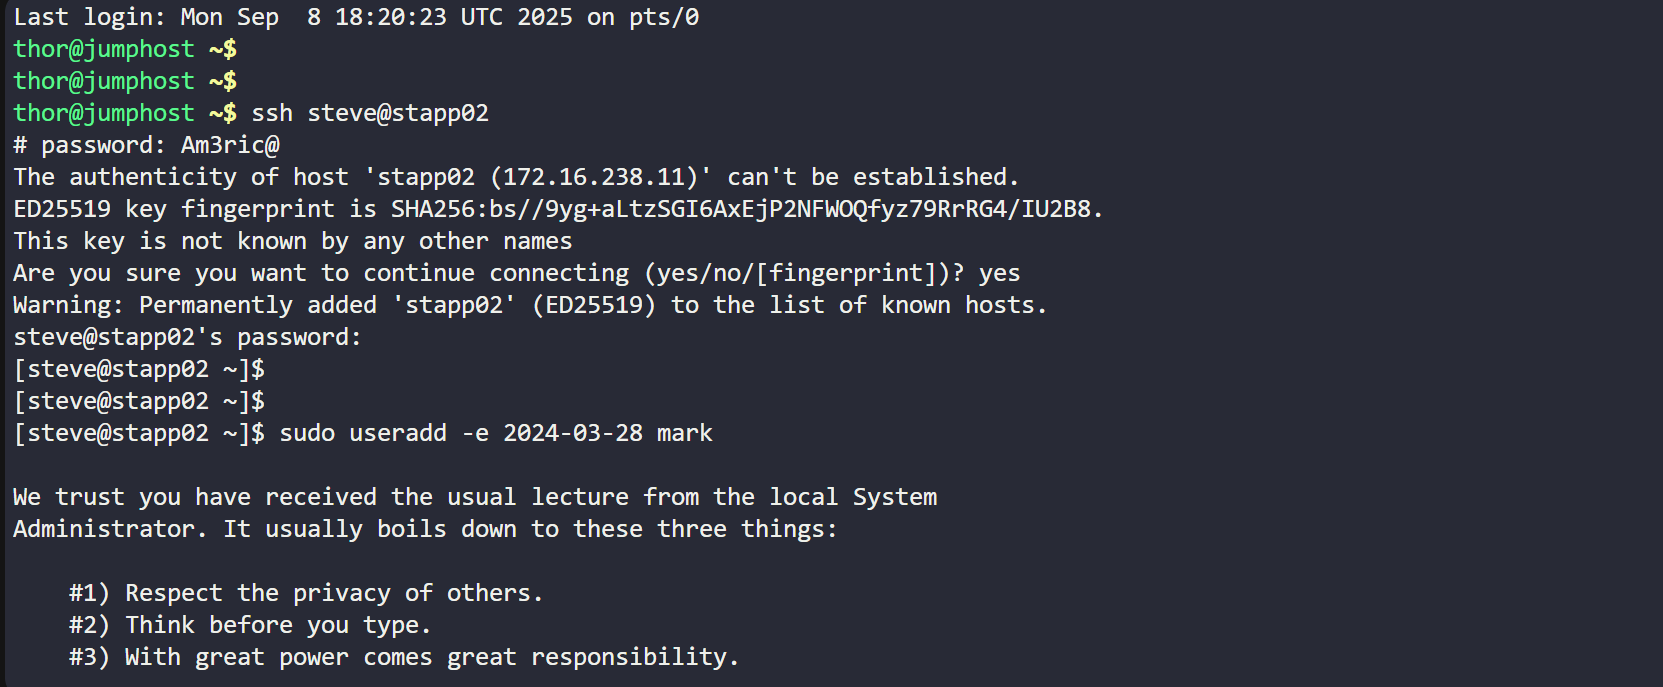 Last login: Mon Sep  8 18:20:23 UTC 2025 on pts/0
thor@jumphost ~$
thor@jumphost ~$
thor@jumphost ~$ ssh steve@stapp02
# password: Am3ric@
The authenticity of host 'stapp02 (172.16.238.11)' can't be established.
ED25519 key fingerprint is SHA256:bs//9yg+aLtzSGI6AxEjP2NFWOQfyz79RrRG4/IU2B8.
This key is not known by any other names
Are you sure you want to continue connecting (yes/no/[fingerprint])? yes
Warning: Permanently added 'stapp02' (ED25519) to the list of known hosts.
steve@stapp02's password:
[steve@stapp02 ~]$
[steve@stapp02 ~]$
[steve@stapp02 ~]$ sudo useradd -e 2024-03-28 mark

We trust you have received the usual lecture from the local System
Administrator. It usually boils down to these three things:

    #1) Respect the privacy of others.
    #2) Think before you type.
    #3) With great power comes great responsibility.